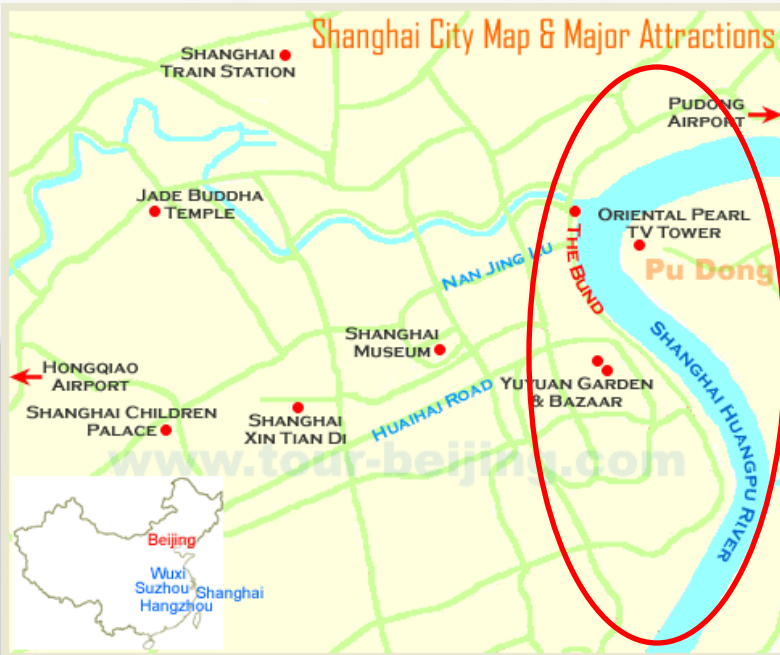 Shanghai City Map & Major Attractions
SHANGHAI
TRAIN STATION
PUDONG
AIRPORT
JADE BUDDHA
TEMPLE
ORIENTAL PEARL
TV TOWER
THE BUND
NAN JING LU
Pu Dong
SHANGHAI
MUSEUM
SHANGHAI HUANGPU RIVER
HONGQIAO
AIRPORT
YUYUAN GARDEN
& BAZAAR
HUAIHAI ROAD
SHANGHAI CHILDREN
PALACE
SHANGHAI
XIN TIAN DI
www.tour-beijing.com
Beijing
Wuxi
Suzhou
Shanghai
Hangzhou